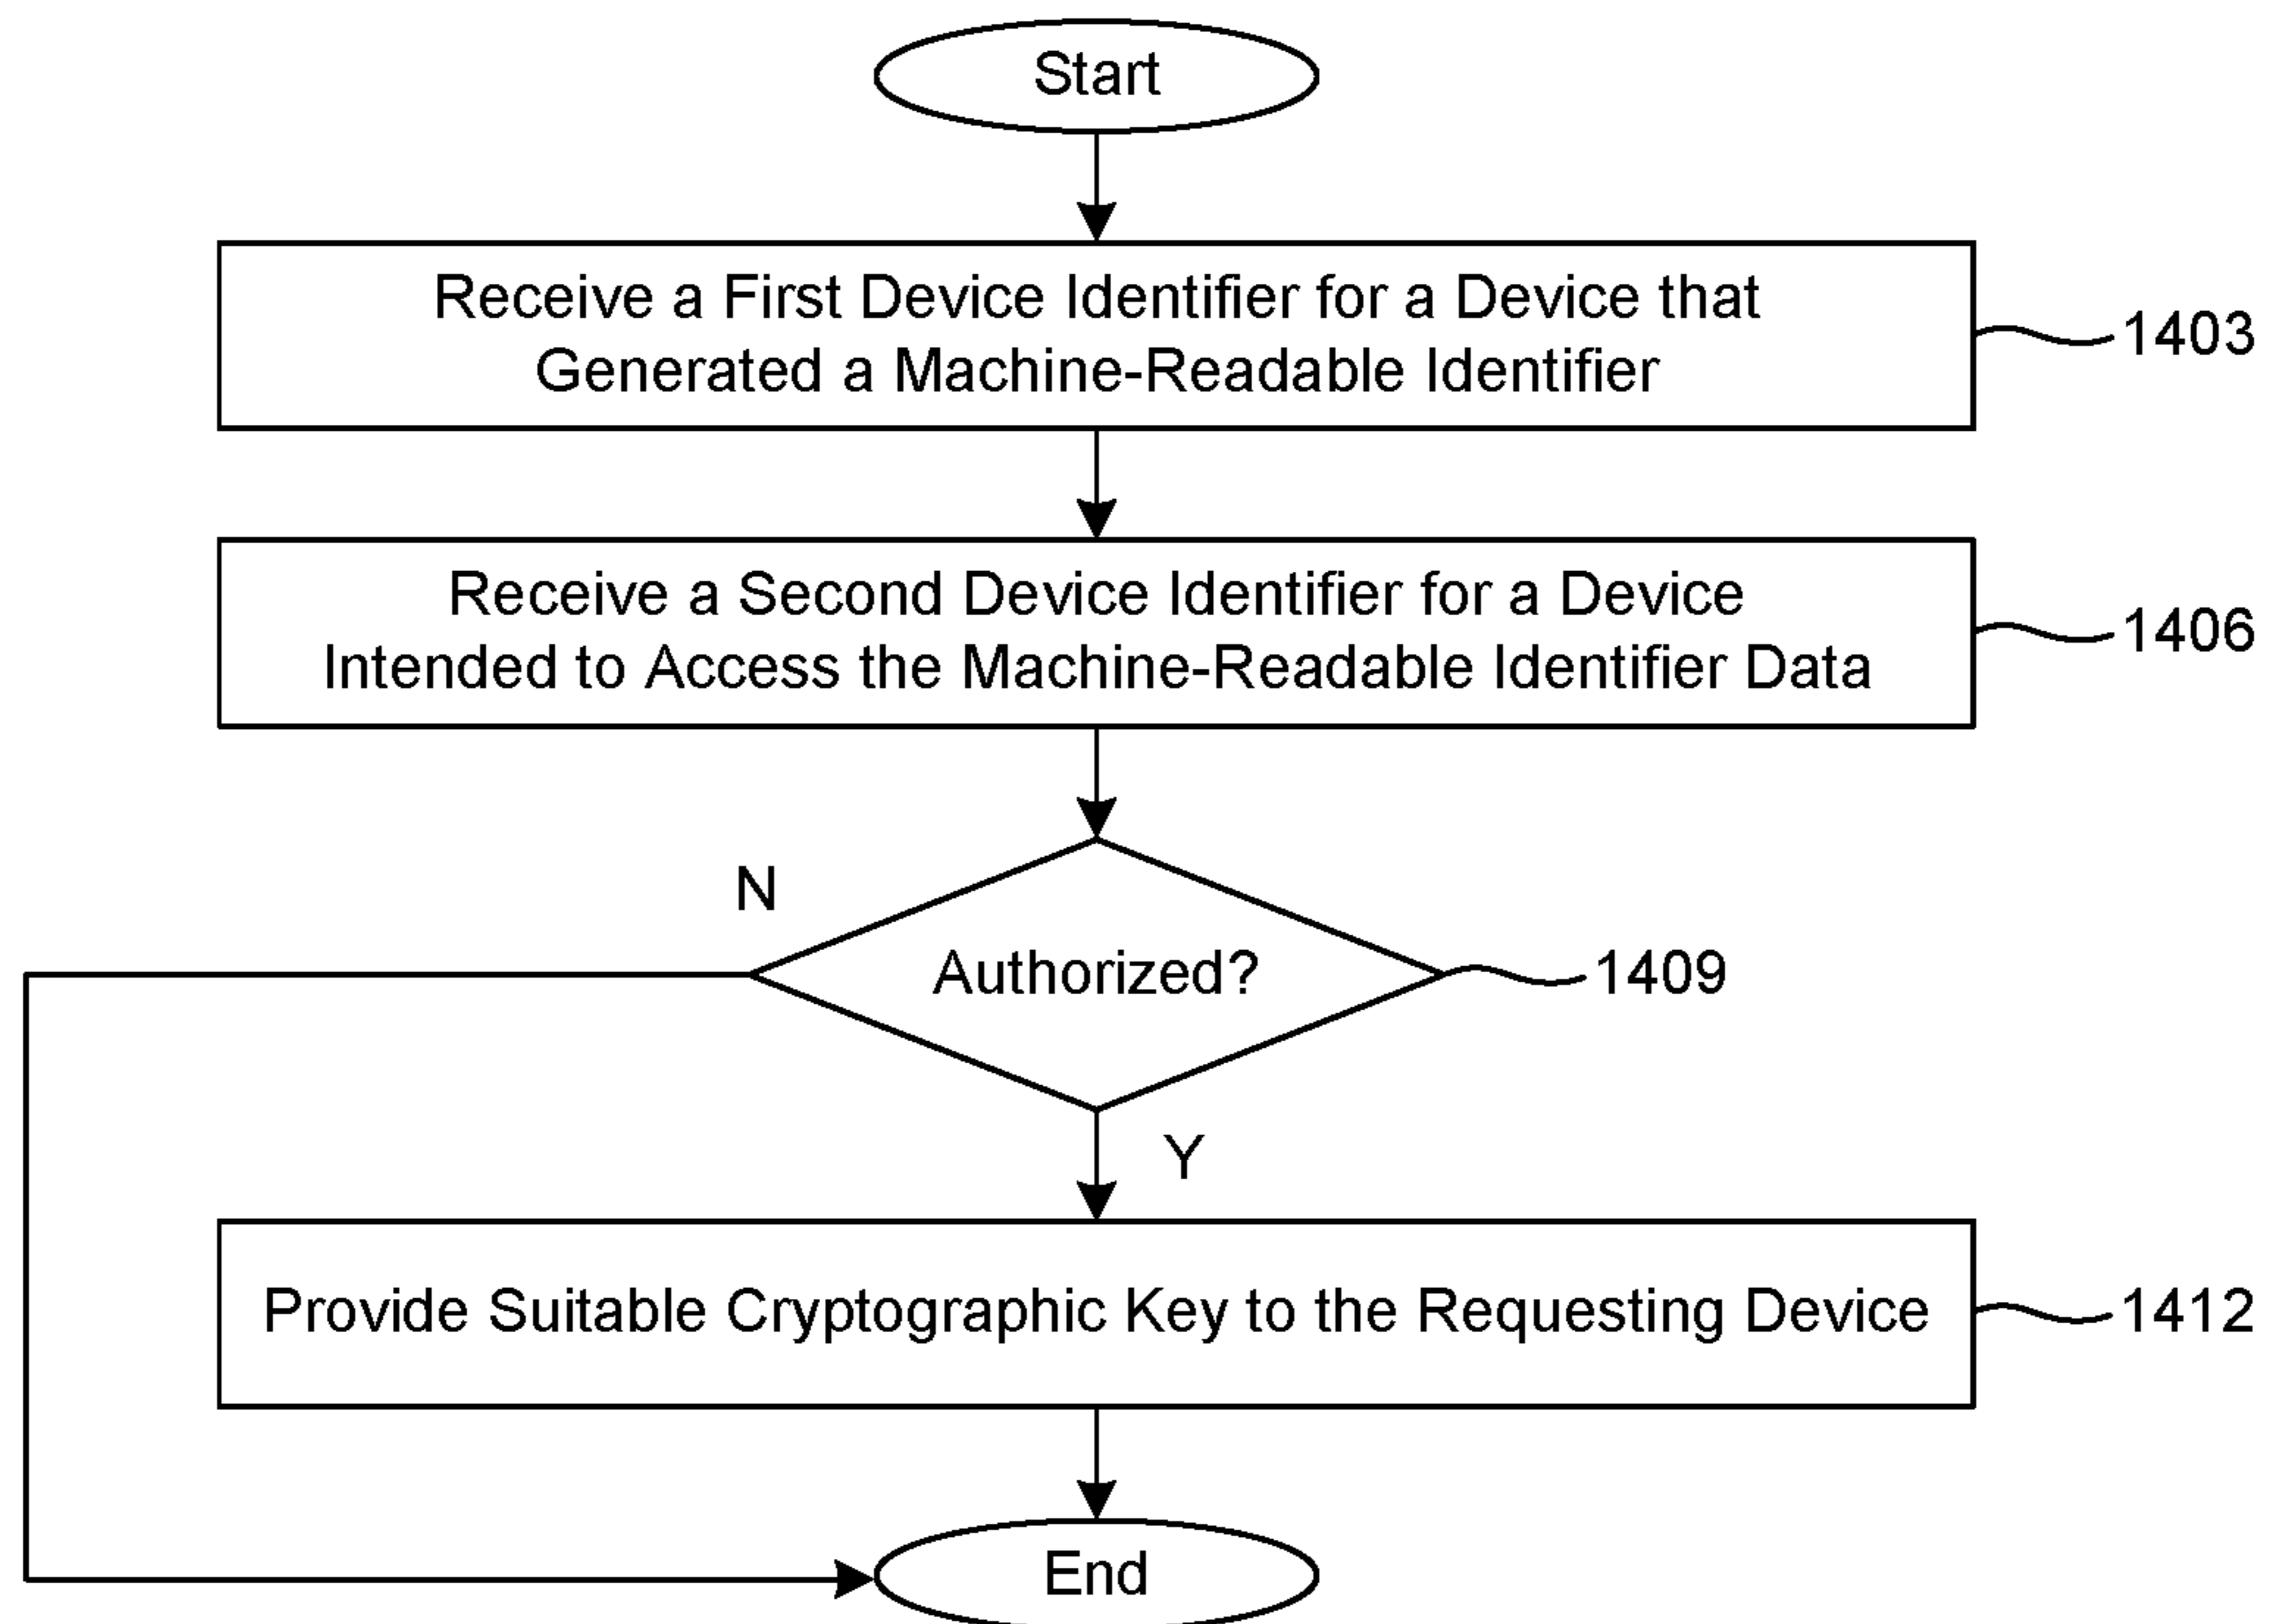 Start
Receive a First Device Identifier for a Device that
Generated a Machine-Readable Identifier
1403
Receive a Second Device Identifier for a Device
Intended to Access the Machine-Readable Identifier Data
1406
N
Authorized?
1409
Y
Provide Suitable Cryptographic Key to the Requesting Device
1412
End